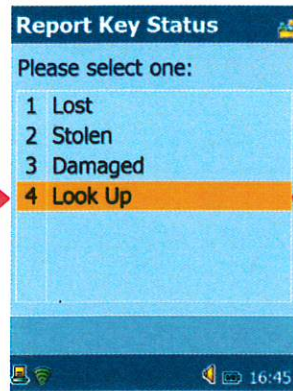 Report Key Status
Please select one:
1 Lost
2 Stolen
3 Damaged
4 Look Up
16:45